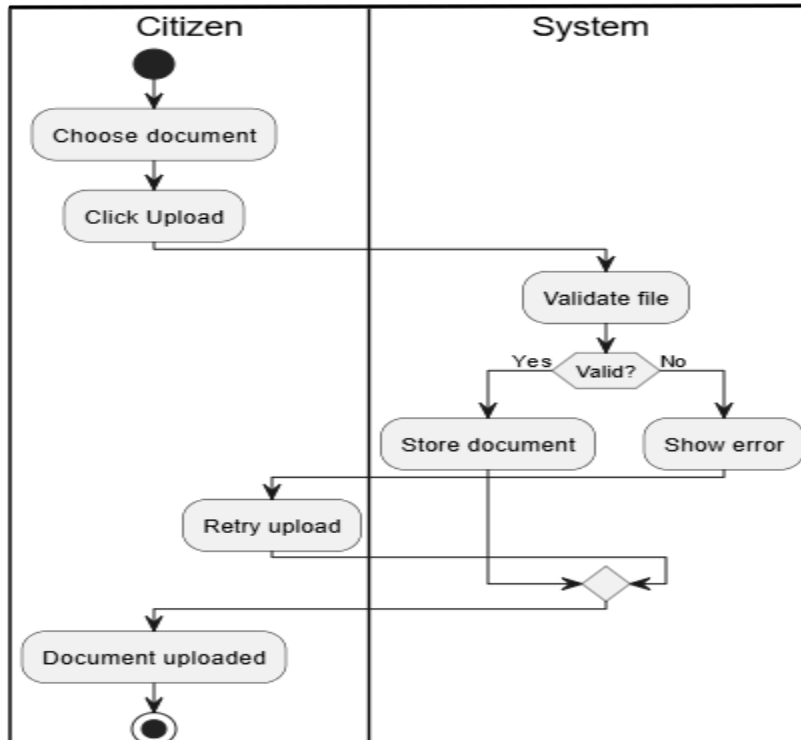 Citizen
System
Choose document
Click Upload
Validate file
Yes
Valid?
No
Store document
Show error
Retry upload
Document uploaded